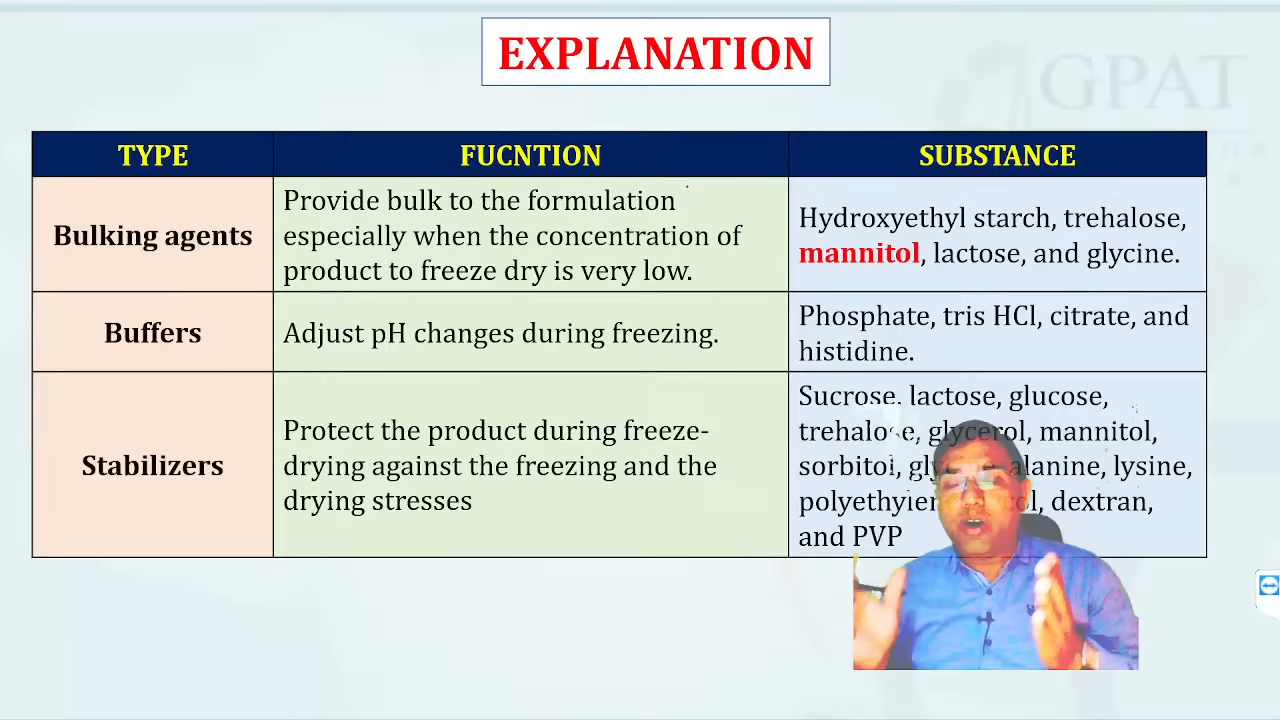 EXPLANATION
GPAT
TYPE
FUCNTION
SUBSTANCE
Bulking agents
Provide bulk to the formulation
especially when the concentration of
product to freeze dry is very low.
Hydroxyethyl starch, trehalose,
mannitol, lactose, and glycine.
Buffers
Adjust pH changes during freezing.
Phosphate, tris HCl, citrate, and
histidine.
Stabilizers
Protect the product during freeze-
drying against the freezing and the
drying stresses
Sucrose, lactose, glucose,
trehalose, glycerol, mannitol,
sorbitol, alanine, lysine,
dextran,
and PVP